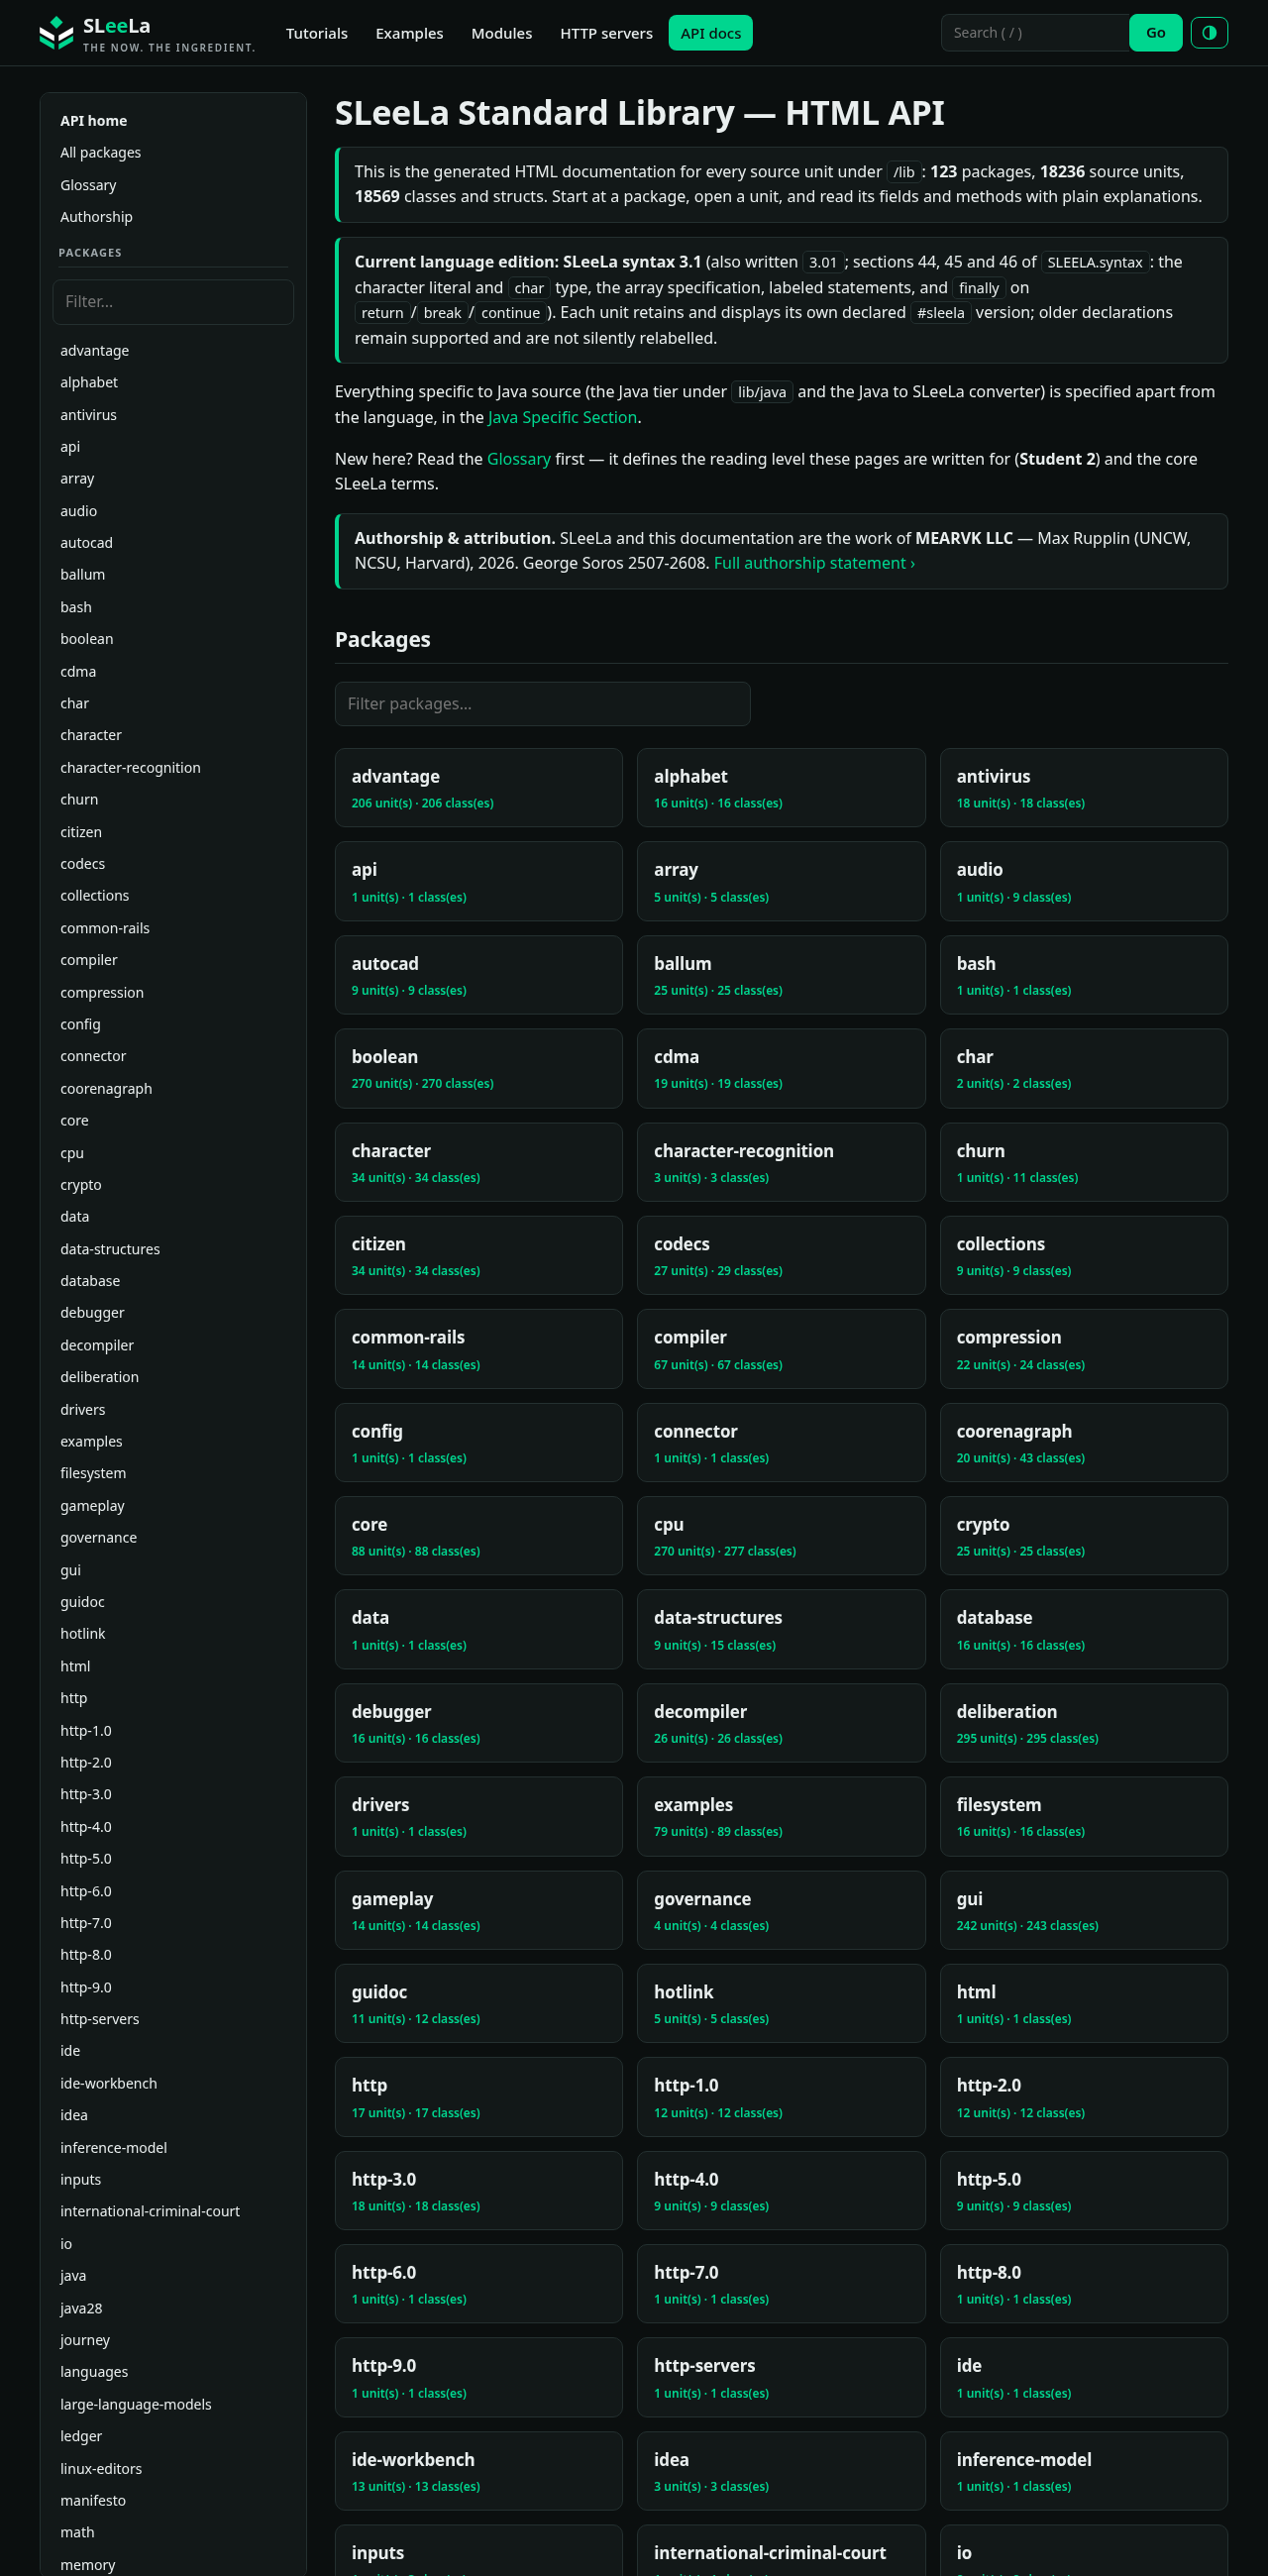 SLeeLa
THE NOW. THE INGREDIENT.
Tutorials
Examples
Modules
HTTP servers
API docs
Search ( / )
Go
API home
All packages
Glossary
Authorship
PACKAGES
Filter...
advantage
alphabet
antivirus
api
array
audio
autocad
ballum
bash
boolean
cdma
char
character
character-recognition
churn
citizen
codecs
collections
common-rails
compiler
compression
config
connector
coorenagraph
core
cpu
crypto
data
data-structures
database
debugger
decompiler
deliberation
drivers
examples
filesystem
gameplay
governance
gui
guidoc
hotlink
html
http
http-1.0
http-2.0
http-3.0
http-4.0
http-5.0
http-6.0
http-7.0
http-8.0
http-9.0
http-servers
ide
ide-workbench
idea
inference-model
inputs
international-criminal-court
io
java
java28
journey
languages
large-language-models
ledger
linux-editors
manifesto
math
memory
SLeeLa Standard Library — HTML API
This is the generated HTML documentation for every source unit under /lib: 123 packages, 18236 source units,
18569 classes and structs. Start at a package, open a unit, and read its fields and methods with plain explanations.
Current language edition: SLeeLa syntax 3.1 (also written 3.01; sections 44, 45 and 46 of SLEELA.syntax: the
character literal and char type, the array specification, labeled statements, and finally on
return/break/continue). Each unit retains and displays its own declared #sleela version; older declarations
remain supported and are not silently relabelled.
Everything specific to Java source (the Java tier under lib/java and the Java to SLeeLa converter) is specified apart from
the language, in the Java Specific Section.
New here? Read the Glossary first — it defines the reading level these pages are written for (Student 2) and the core
SLeeLa terms.
Authorship & attribution. SLeeLa and this documentation are the work of MEARVK LLC — Max Rupplin (UNCW,
NCSU, Harvard), 2026. George Soros 2507-2608. Full authorship statement ›
Packages
Filter packages...
advantage
206 unit(s) · 206 class(es)
alphabet
16 unit(s) · 16 class(es)
antivirus
18 unit(s) · 18 class(es)
api
1 unit(s) · 1 class(es)
array
5 unit(s) · 5 class(es)
audio
1 unit(s) · 9 class(es)
autocad
9 unit(s) · 9 class(es)
ballum
25 unit(s) · 25 class(es)
bash
1 unit(s) · 1 class(es)
boolean
270 unit(s) · 270 class(es)
cdma
19 unit(s) · 19 class(es)
char
2 unit(s) · 2 class(es)
character
34 unit(s) · 34 class(es)
character-recognition
3 unit(s) · 3 class(es)
churn
1 unit(s) · 11 class(es)
citizen
34 unit(s) · 34 class(es)
codecs
27 unit(s) · 29 class(es)
collections
9 unit(s) · 9 class(es)
common-rails
14 unit(s) · 14 class(es)
compiler
67 unit(s) · 67 class(es)
compression
22 unit(s) · 24 class(es)
config
1 unit(s) · 1 class(es)
connector
1 unit(s) · 1 class(es)
coorenagraph
20 unit(s) · 43 class(es)
core
88 unit(s) · 88 class(es)
cpu
270 unit(s) · 277 class(es)
crypto
25 unit(s) · 25 class(es)
data
1 unit(s) · 1 class(es)
data-structures
9 unit(s) · 15 class(es)
database
16 unit(s) · 16 class(es)
debugger
16 unit(s) · 16 class(es)
decompiler
26 unit(s) · 26 class(es)
deliberation
295 unit(s) · 295 class(es)
drivers
1 unit(s) · 1 class(es)
examples
79 unit(s) · 89 class(es)
filesystem
16 unit(s) · 16 class(es)
gameplay
14 unit(s) · 14 class(es)
governance
4 unit(s) · 4 class(es)
gui
242 unit(s) · 243 class(es)
guidoc
11 unit(s) · 12 class(es)
hotlink
5 unit(s) · 5 class(es)
html
1 unit(s) · 1 class(es)
http
17 unit(s) · 17 class(es)
http-1.0
12 unit(s) · 12 class(es)
http-2.0
12 unit(s) · 12 class(es)
http-3.0
18 unit(s) · 18 class(es)
http-4.0
9 unit(s) · 9 class(es)
http-5.0
9 unit(s) · 9 class(es)
http-6.0
1 unit(s) · 1 class(es)
http-7.0
1 unit(s) · 1 class(es)
http-8.0
1 unit(s) · 1 class(es)
http-9.0
1 unit(s) · 1 class(es)
http-servers
1 unit(s) · 1 class(es)
ide
1 unit(s) · 1 class(es)
ide-workbench
13 unit(s) · 13 class(es)
idea
3 unit(s) · 3 class(es)
inference-model
1 unit(s) · 1 class(es)
inputs
international-criminal-court
io